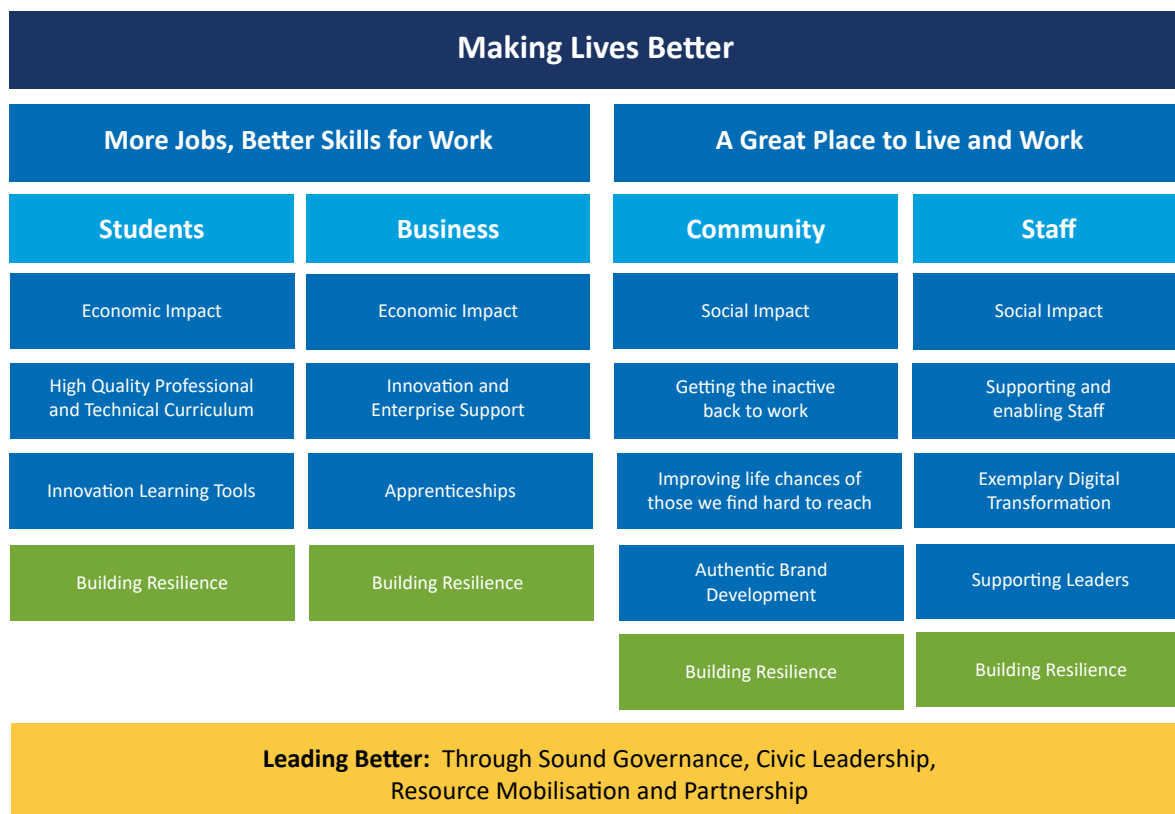 Making Lives Better
More Jobs, Better Skills for Work
A Great Place to Live and Work
Students
Business
Community
Staff
Economic Impact
Economic Impact
Social Impact
Social Impact
High Quality Professional
and Technical Curriculum
Innovation and
Enterprise Support
Getting the inactive
back to work
Supporting and
enabling Staff
Innovation Learning Tools
Apprenticeships
Improving life chances of
those we find hard to reach
Exemplary Digital
Transformation
Building Resilience
Building Resilience
Authentic Brand
Development
Supporting Leaders
Building Resilience
Building Resilience
Leading Better: Through Sound Governance, Civic Leadership,
Resource Mobilisation and Partnership